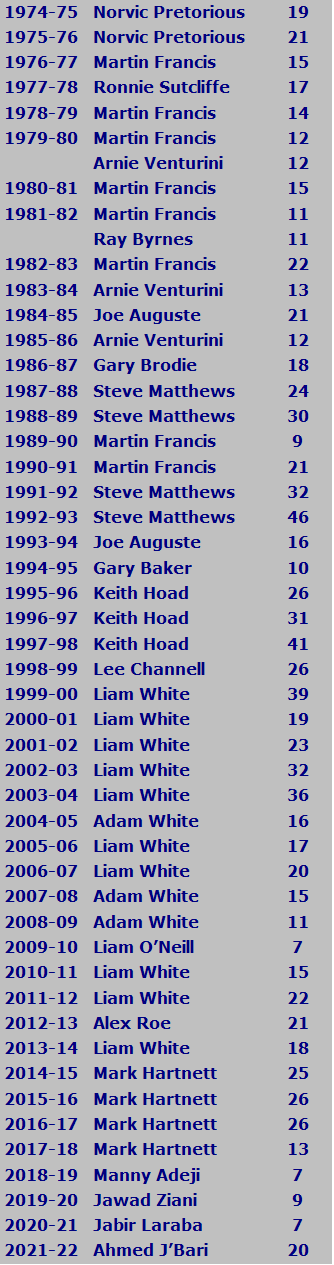 1974-75 Norvic Pretorious 19
1975-76 Norvic Pretorious 21
1976-77 Martin Francis 15
1977-78 Ronnie Sutcliffe 17
1978-79 Martin Francis 14
1979-80 Martin Francis 12
Arnie Venturini 12
1980-81 Martin Francis 15
1981-82 Martin Francis 11
Ray Byrnes 11
1982-83 Martin Francis 22
1983-84 Arnie Venturini 13
1984-85 Joe Auguste 21
1985-86 Arnie Venturini 12
1986-87 Gary Brodie 18
1987-88 Steve Matthews 24
1988-89 Steve Matthews 30
1989-90 Martin Francis 9
1990-91 Martin Francis 21
1991-92 Steve Matthews 32
1992-93 Steve Matthews 46
1993-94 Joe Auguste 16
1994-95 Gary Baker 10
1995-96 Keith Hoad 26
1996-97 Keith Hoad 31
1997-98 Keith Hoad 41
1998-99 Lee Channell 26
1999-00 Liam White 39
2000-01 Liam White 19
2001-02 Liam White 23
2002-03 Liam White 32
2003-04 Liam White 36
2004-05 Adam White 16
2005-06 Liam White 17
2006-07 Liam White 20
2007-08 Adam White 15
2008-09 Adam White 11
2009-10 Liam O’Neill 7
2010-11 Liam White 15
2011-12 Liam White 22
2012-13 Alex Roe 21
2013-14 Liam White 18
2014-15 Mark Hartnett 25
2015-16 Mark Hartnett 26
2016-17 Mark Hartnett 26
2017-18 Mark Hartnett 13
2018-19 Manny Adeji 7
2019-20 Jawad Ziani 9
2020-21 Jabir Laraba 7
2021-22 Ahmed J’Bari 20